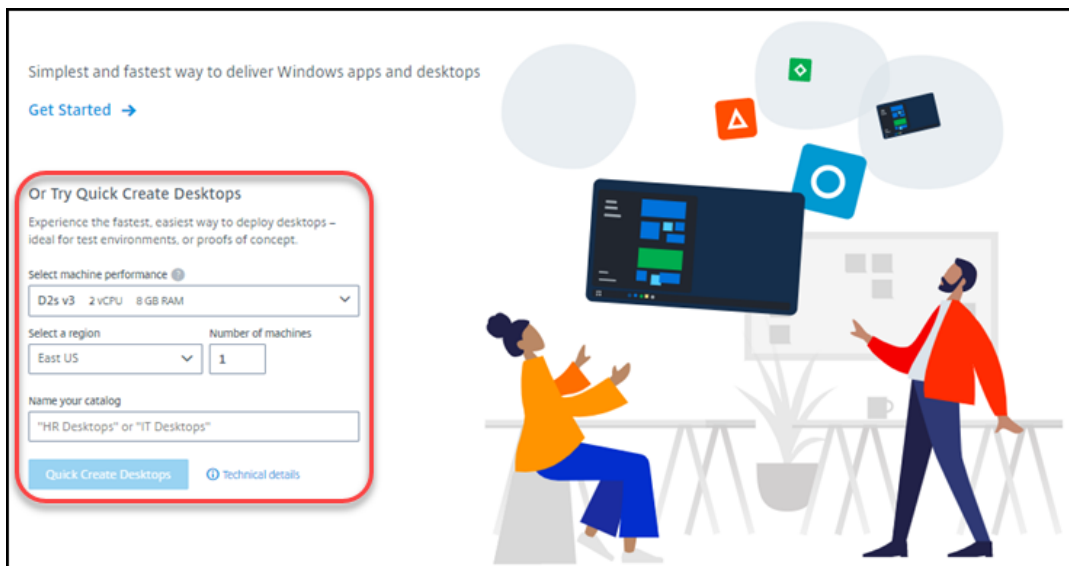 Simplest and fastest way to deliver Windows apps and desktops
Get Started →
Or Try Quick Create Desktops
Experience the fastest, easiest way to deploy desktops –
ideal for test environments, or proofs of concept.
Select machine performance ?
D2s v3 2 vCPU 8 GB RAM
Select a region Number of machines
East US 1
Name your catalog
"HR Desktops" or "IT Desktops"
Quick Create Desktops Technical details